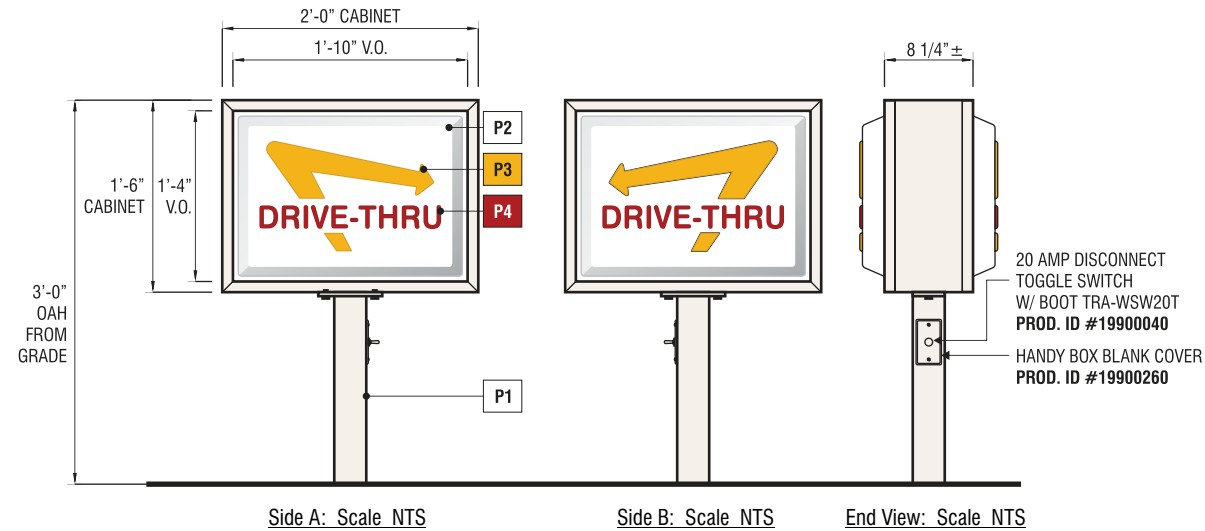 2’-0” CABINET
1’-10” V.O.
8 1/4” ±
P2
P3
P4
1’-6”
CABINET
1’-4”
V.O.
DRIVE-THRU
DRIVE-THRU
3’-0”
OAH
FROM
GRADE
20 AMP DISCONNECT
TOGGLE SWITCH
W/ BOOT TRA-WSW20T
PROD. ID #19900040
HANDY BOX BLANK COVER
PROD. ID #19900260
P1
Side A: Scale NTS
Side B: Scale NTS
End View: Scale NTS